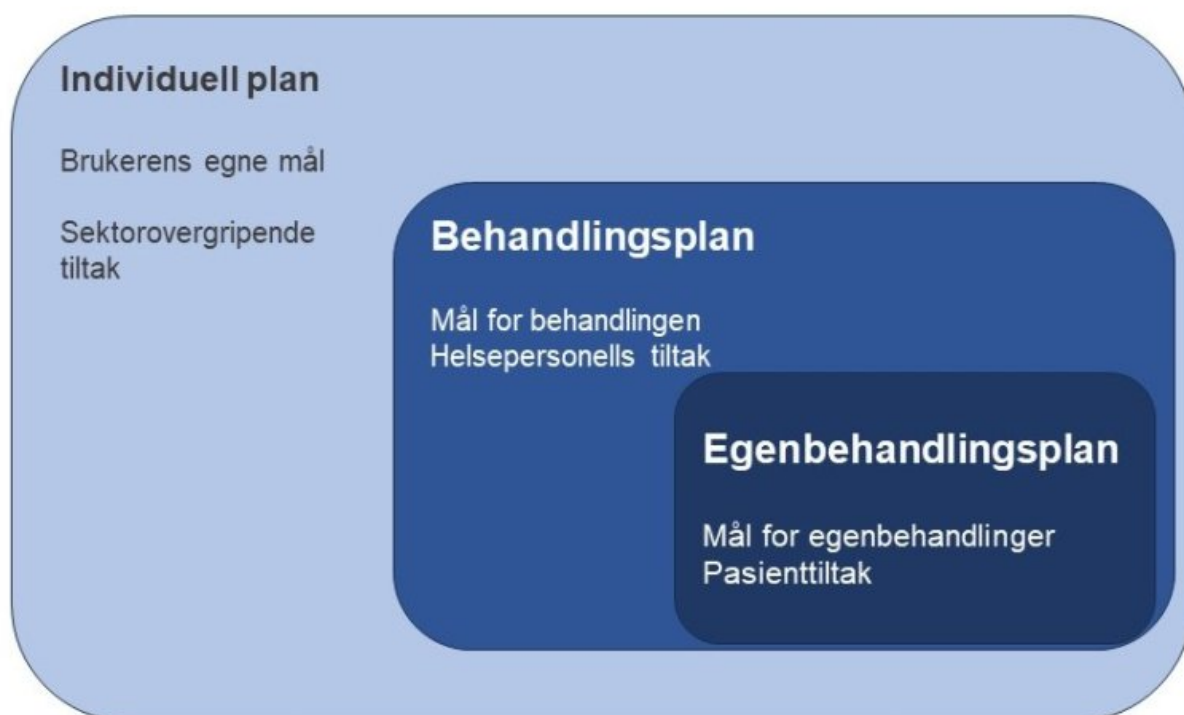 Individuell plan
Brukerens egne mål
Sektorovergripende
tiltak
Behandlingsplan
Mål for behandlingen
Helsepersonells tiltak
Egenbehandlingsplan
Mål for egenbehandlinger
Pasienttiltak